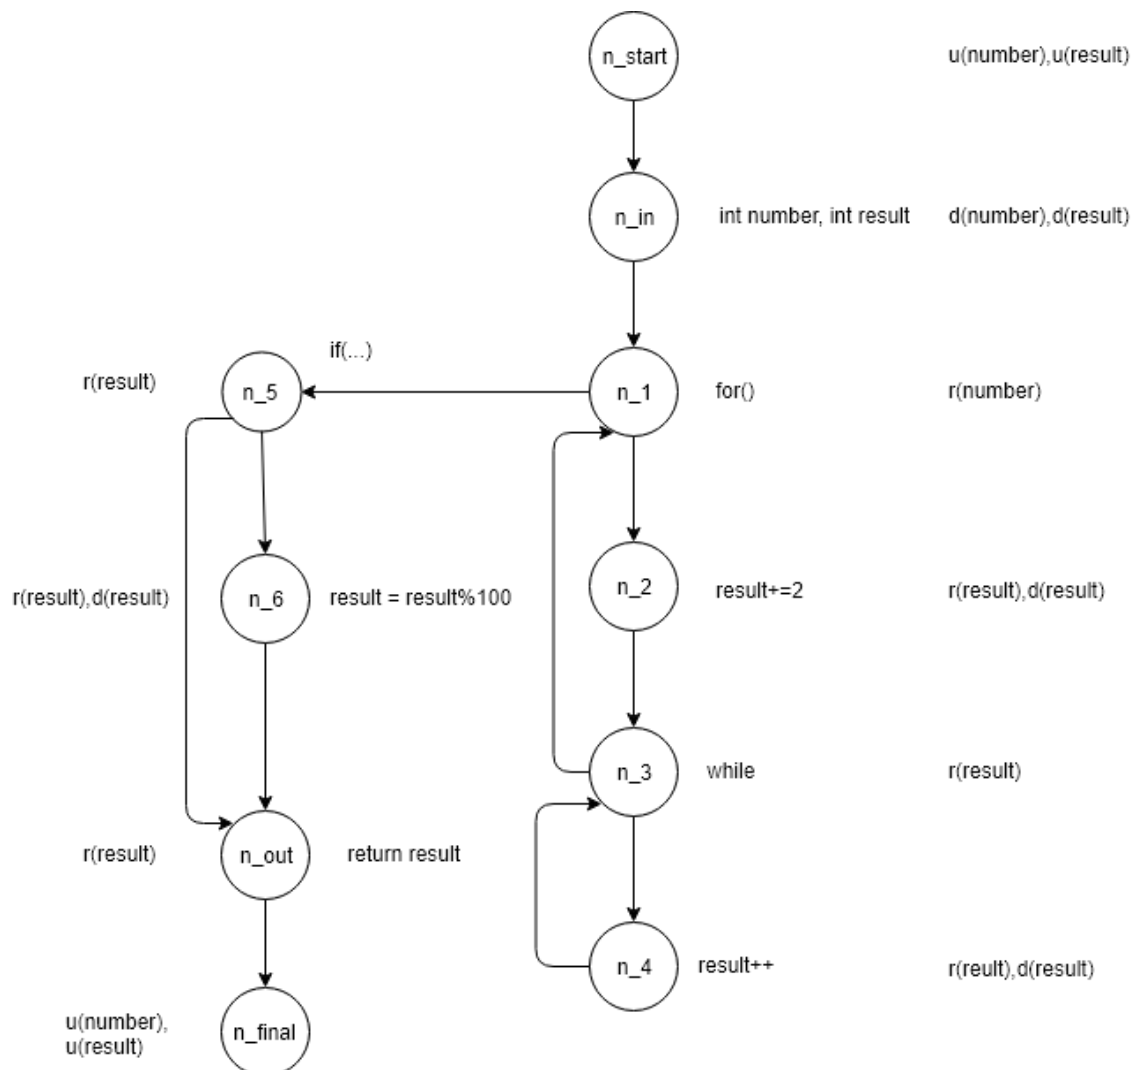 n_start
u(number),u(result)
n_in
int number, int result
d(number),d(result)
if(...)
r(result)
n_5
n_1
for()
r(number)
r(result),d(result)
n_6
result = result%100
n_2
result+=2
r(result),d(result)
n_3
while
r(result)
r(result)
n_out
return result
n_4
result++
r(reult),d(result)
u(number),
u(result)
n_final